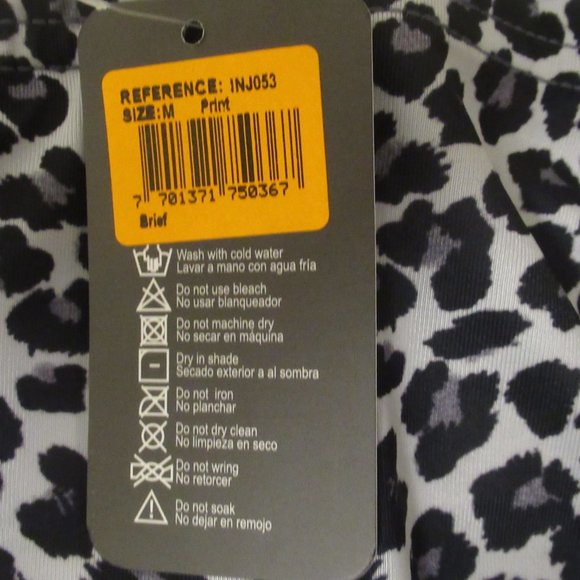 REFERENCE: INJ053
SIZE:M Print
7 701371 750367
Brief
Wash with cold water
Lavar a mano con agua fria
Do not use bleach
No usar blanqueador
Do not machine dry
No secar en máquina
Dry in shade
Secado exterior a al sombra
Do not iron
No planchar
Do not dry clean
No limpieza en seco
Do not wring
No retorcer
Do not soak
No dejar en remojo